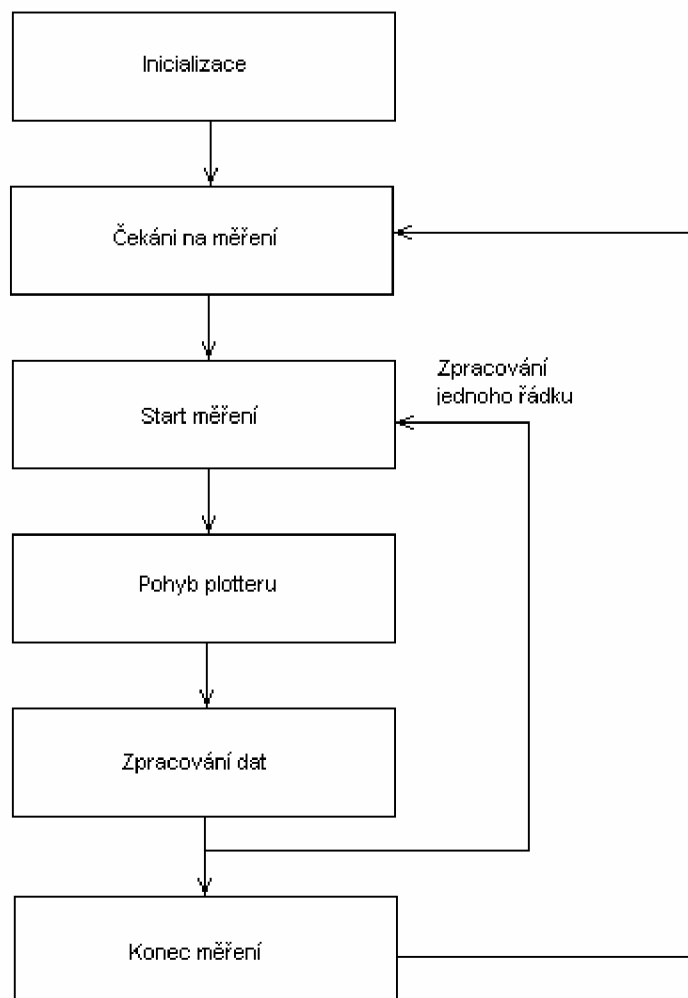 Inicializace
Čekáni na měření
Zpracování
jednoho řádku
Start měření
Pohyb plotteru
Zpracování dat
Konec měření